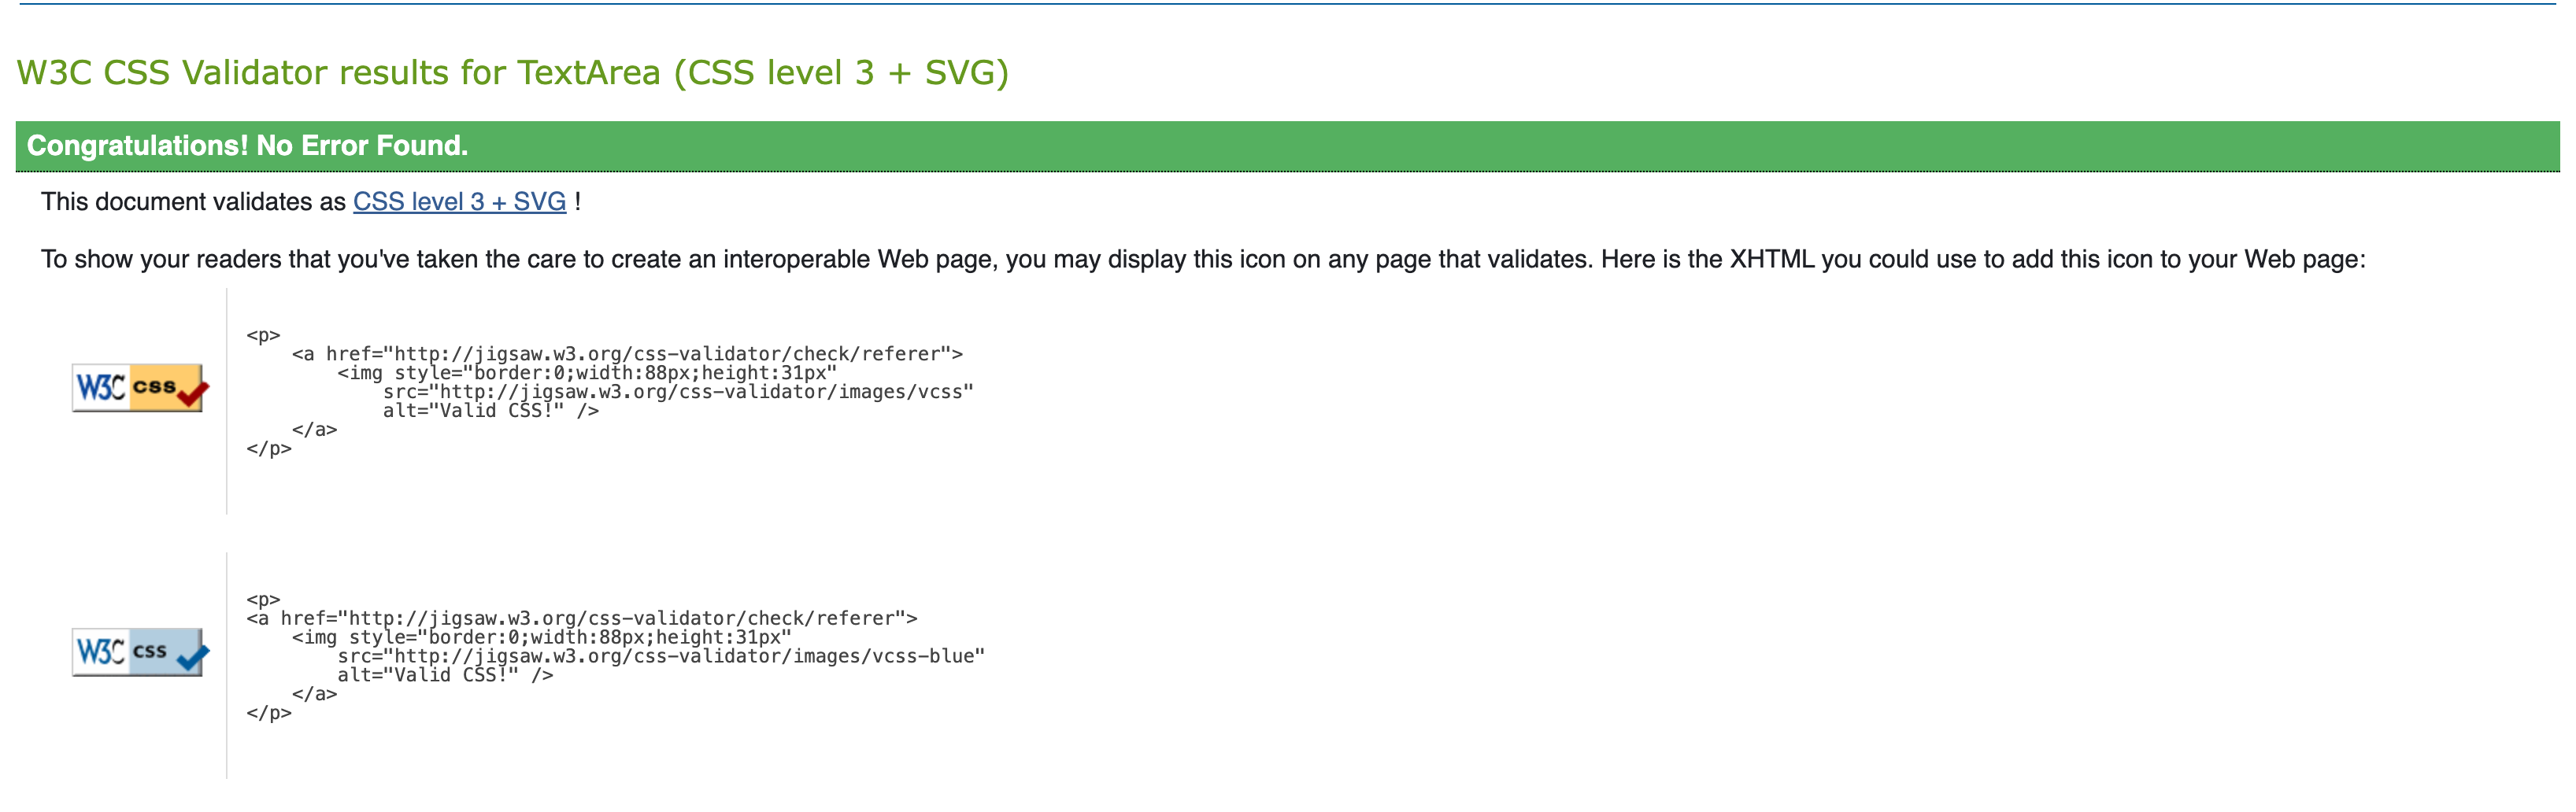 W3C CSS Validator results for TextArea (CSS level 3 + SVG)
Congratulations! No Error Found.
This document validates as CSS level 3 + SVG !
To show your readers that you've taken the care to create an interoperable Web page, you may display this icon on any page that validates. Here is the XHTML you could use to add this icon to your Web page:
W3C css
<p>
    <a href="http://jigsaw.w3.org/css-validator/check/referer">
        <img style="border:0;width:88px;height:31px"
            src="http://jigsaw.w3.org/css-validator/images/vcss"
            alt="Valid CSS!" />
    </a>
</p>
W3C css
<p>
<a href="http://jigsaw.w3.org/css-validator/check/referer">
    <img style="border:0;width:88px;height:31px"
        src="http://jigsaw.w3.org/css-validator/images/vcss-blue"
        alt="Valid CSS!" />
    </a>
</p>